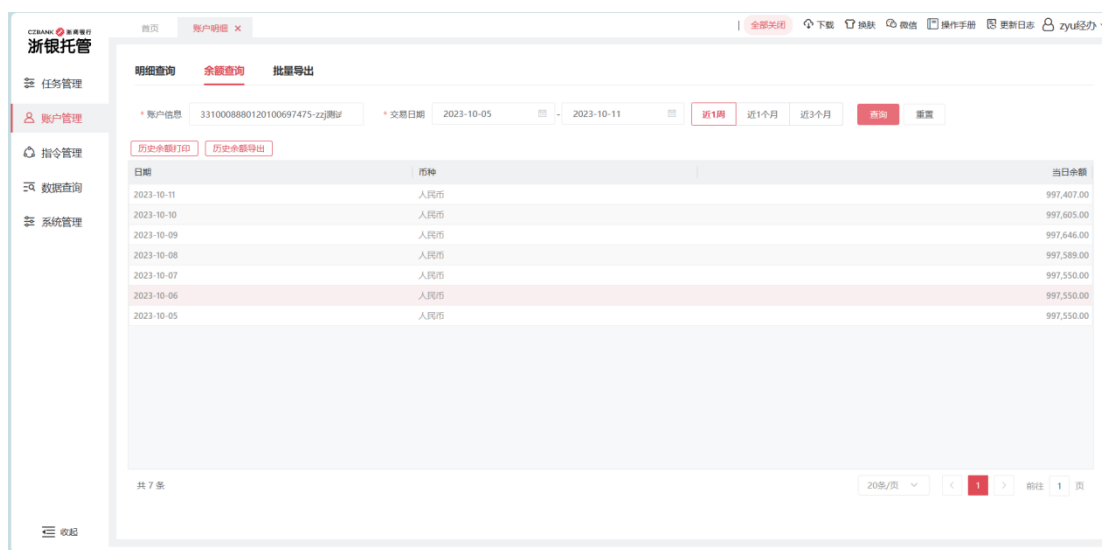 CZBANK 浙商银行
浙银托管
首页 账户明细 ×
全部关闭 下载 换肤 微信 操作手册 更新日志 zyu经办
任务管理
账户管理
指令管理
数据查询
系统管理
收起
明细查询 余额查询 批量导出
* 账户信息 3310008880120100697475-zzj测试 * 交易日期 2023-10-05 - 2023-10-11 近1周 近1个月 近3个月 查询 重置
历史余额打印 历史余额导出
日期 币种 当日余额
2023-10-11 人民币 997,407.00
2023-10-10 人民币 997,605.00
2023-10-09 人民币 997,646.00
2023-10-08 人民币 997,589.00
2023-10-07 人民币 997,550.00
2023-10-06 人民币 997,550.00
2023-10-05 人民币 997,550.00
共 7 条 20条/页 < 1 > 前往 1 页